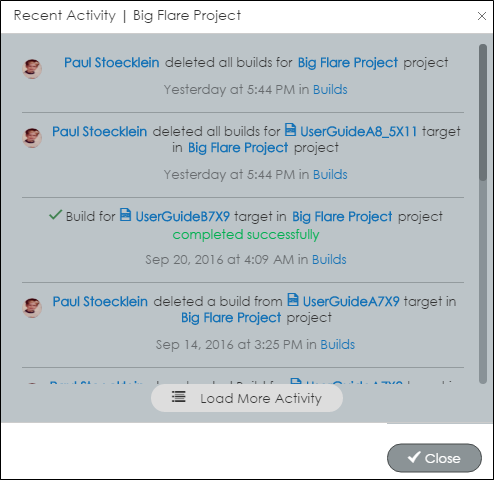 Recent Activity | Big Flare Project
Paul Stoecklein deleted all builds for Big Flare Project project
Yesterday at 5:44 PM in Builds
Paul Stoecklein deleted all builds for UserGuideA8_5X11 target
in Big Flare Project project
Yesterday at 5:44 PM in Builds
Build for UserGuideB7X9 target in Big Flare Project project
completed successfully
Sep 20, 2016 at 4:09 AM in Builds
Paul Stoecklein deleted a build from UserGuideA7X9 target in
Big Flare Project project
Sep 14, 2016 at 3:25 PM in Builds
Paul Stoecklein
Load More Activity
Close